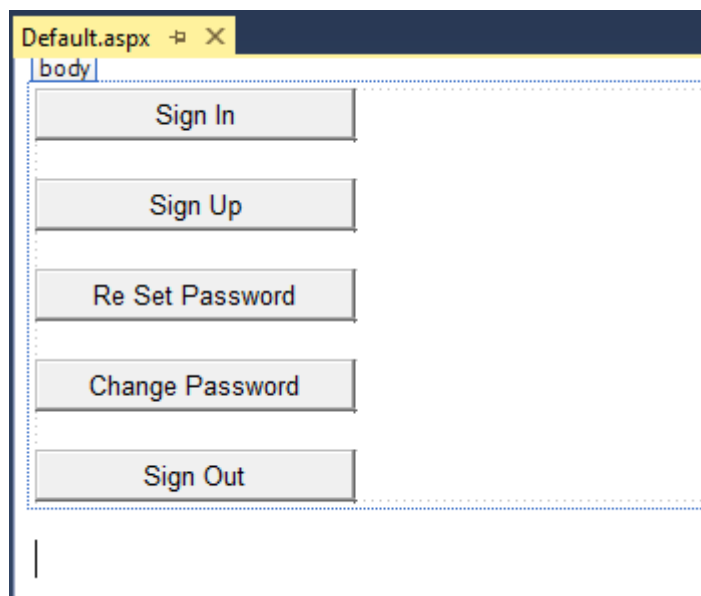 Default.aspx
body
Sign In
Sign Up
Re Set Password
Change Password
Sign Out